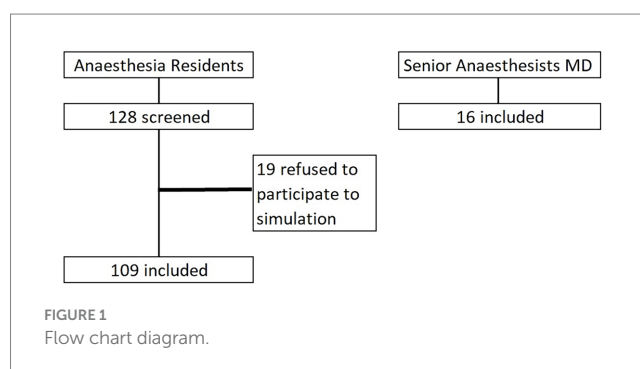 Anaesthesia Residents
Senior Anaesthesists MD
128 screened
16 included
19 refused to
participate to
simulation
109 included
FIGURE 1
Flow chart diagram.